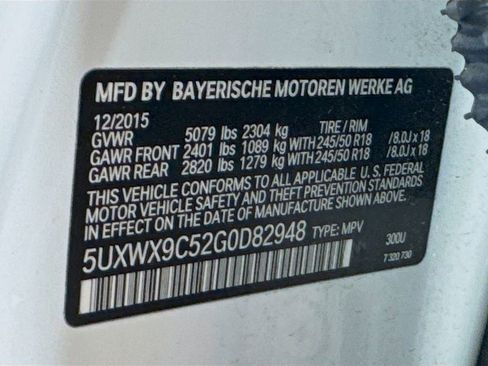 MFD BY BAYERISCHE MOTOREN WERKE AG
12/2015
GVWR 5079 lbs 2304 kg TIRE / RIM
GAWR FRONT 2401 lbs 1089 kg WITH 245/50 R18 /8.0J x 18
GAWR REAR 2820 lbs 1279 kg WITH 245/50 R18 /8.0J x 18
THIS VEHICLE CONFORMS TO ALL APPLICABLE U.S. FEDERAL
MOTOR VEHICLE SAFETY AND THEFT PREVENTION STANDARDS
IN EFFECT ON THE DATE OF MANUFACTURE SHOWN ABOVE.
5UXWX9C52G0D82948 TYPE: MPV
300U
7 320 730